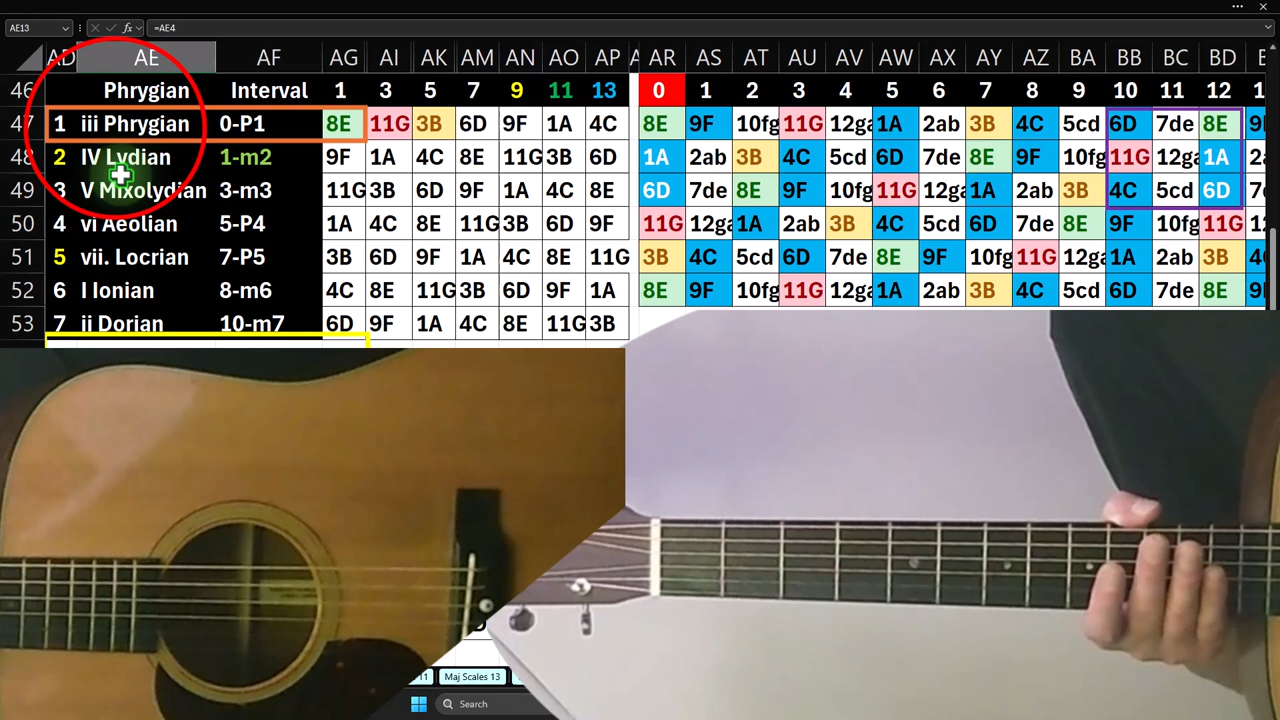 AE13 fx =AE4
AD AE AF AG AI AK AM AN AO AP A AR AS AT AU AV AW AX AY AZ BA BB BC BD
46 Phrygian Interval 1 3 5 7 9 11 13 0 1 2 3 4 5 6 7 8 9 10 11 12
47 1 iii Phrygian 0-P1 8E 11G 3B 6D 9F 1A 4C 8E 9F 10fg 11G 12ga 1A 2ab 3B 4C 5cd 6D 7de 8E
48 2 IV Lydian 1-m2 9F 1A 4C 8E 11G 3B 6D 1A 2ab 3B 4C 5cd 6D 7de 8E 9F 10fg 11G 12ga 1A
49 3 V Mixolydian 3-m3 11G 3B 6D 9F 1A 4C 8E 6D 7de 8E 9F 10fg 11G 12ga 1A 2ab 3B 4C 5cd 6D
50 4 vi Aeolian 5-P4 1A 4C 8E 11G 3B 6D 9F 11G 12ga 1A 2ab 3B 4C 5cd 6D 7de 8E 9F 10fg 11G
51 5 vii. Locrian 7-P5 3B 6D 9F 1A 4C 8E 11G 3B 4C 5cd 6D 7de 8E 9F 10fg 11G 12ga 1A 2ab 3B
52 6 I Ionian 8-m6 4C 8E 11G 3B 6D 9F 1A 8E 9F 10fg 11G 12ga 1A 2ab 3B 4C 5cd 6D 7de 8E
53 7 ii Dorian 10-m7 6D 9F 1A 4C 8E 11G 3B
11 Maj Scales 13
Search